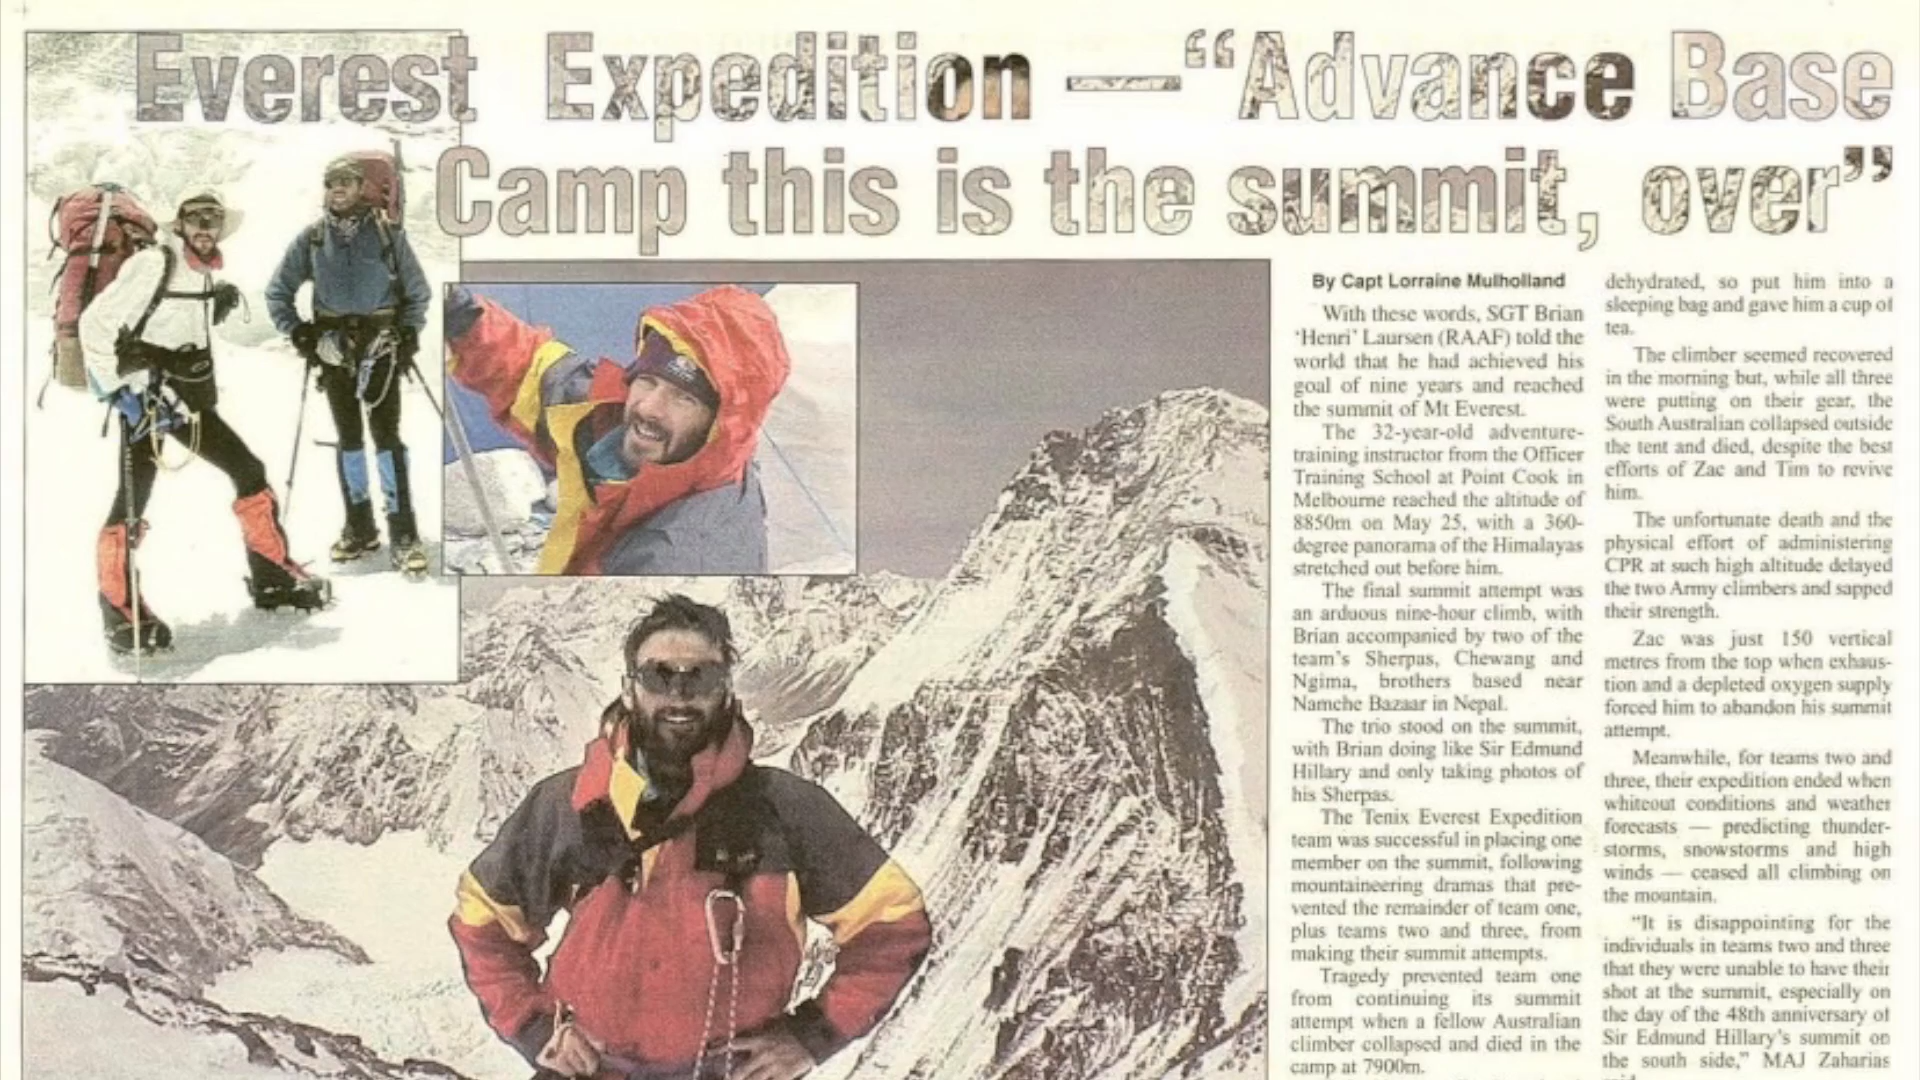 Everest Expedition —“Advance Base
Camp this is the summit, over”
By Capt Lorraine Mulholland
With these words, SGT Brian
‘Henri’ Laursen (RAAF) told the
world that he had achieved his
goal of nine years and reached
the summit of Mt Everest.
The 32-year-old adventure-
training instructor from the Officer
Training School at Point Cook in
Melbourne reached the altitude of
8850m on May 25, with a 360-
degree panorama of the Himalayas
stretched out before him.
The final summit attempt was
an arduous nine-hour climb, with
Brian accompanied by two of the
team’s Sherpas, Chewang and
Ngima, brothers based near
Namche Bazaar in Nepal.
The trio stood on the summit,
with Brian doing like Sir Edmund
Hillary and only taking photos of
his Sherpas.
The Tenix Everest Expedition
team was successful in placing one
member on the summit, following
mountaineering dramas that pre-
vented the remainder of team one,
plus teams two and three, from
making their summit attempts.
Tragedy prevented team one
from continuing its summit
attempt when a fellow Australian
climber collapsed and died in the
camp at 7900m.
dehydrated, so put him into a
sleeping bag and gave him a cup of
tea.
The climber seemed recovered
in the morning but, while all three
were putting on their gear, the
South Australian collapsed outside
the tent and died, despite the best
efforts of Zac and Tim to revive
him.
The unfortunate death and the
physical effort of administering
CPR at such high altitude delayed
the two Army climbers and sapped
their strength.
Zac was just 150 vertical
metres from the top when exhaus-
tion and a depleted oxygen supply
forced him to abandon his summit
attempt.
Meanwhile, for teams two and
three, their expedition ended when
whiteout conditions and weather
forecasts — predicting thunder-
storms, snowstorms and high
winds — ceased all climbing on
the mountain.
“It is disappointing for the
individuals in teams two and three
that they were unable to have their
shot at the summit, especially on
the day of the 48th anniversary of
Sir Edmund Hillary’s summit on
the south side,” MAJ Zaharias